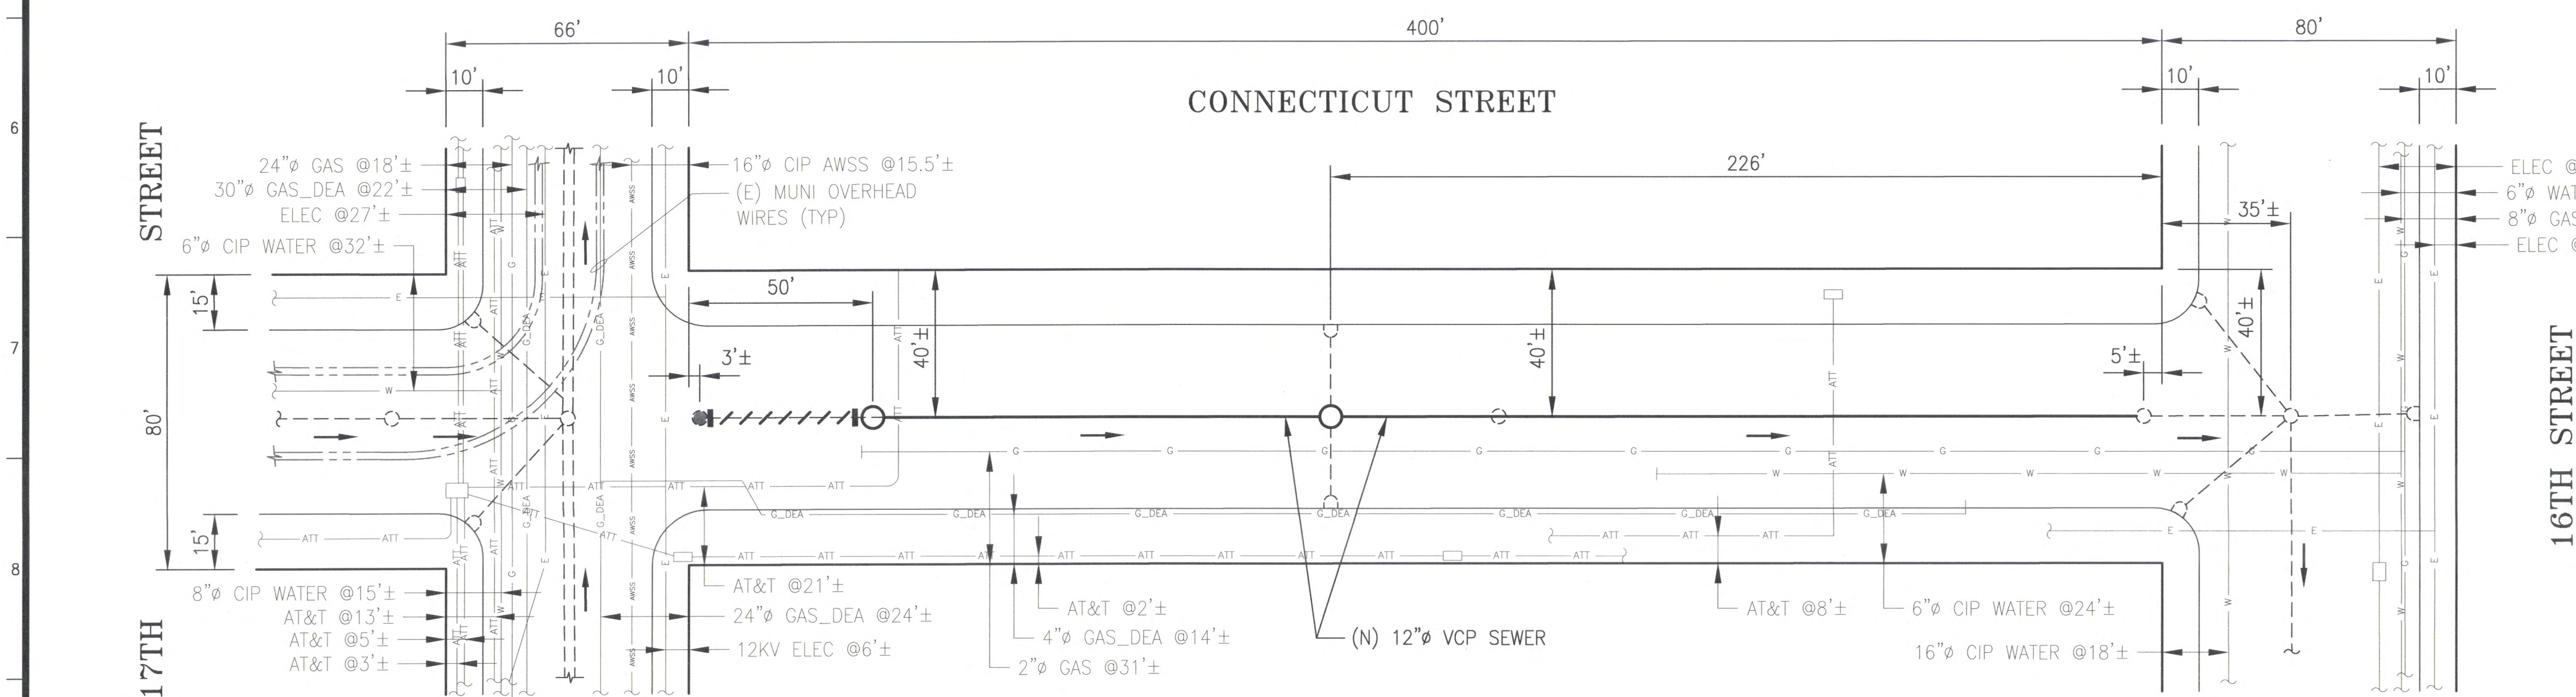 66'
400'
80'
10'
10'
10'
10'
CONNECTICUT STREET
6
STREET
24"ø GAS @18'±
30"ø GAS_DEA @22'±
ELEC @27'±
6"ø CIP WATER @32'±
16"ø CIP AWSS @15.5'±
(E) MUNI OVERHEAD
WIRES (TYP)
226'
35'±
ELEC @
6"ø WAT
8"ø GAS
ELEC @
15'
50'
40'±
40'±
40'±
7
3'±
5'±
80'
16TH STREET
15'
8
8"ø CIP WATER @15'±
AT&T @13'±
AT&T @5'±
AT&T @3'±
17TH
AT&T @21'±
24"ø GAS_DEA @24'±
12KV ELEC @6'±
AT&T @2'±
4"ø GAS_DEA @14'±
2"ø GAS @31'±
(N) 12"ø VCP SEWER
AT&T @8'±
6"ø CIP WATER @24'±
16"ø CIP WATER @18'±